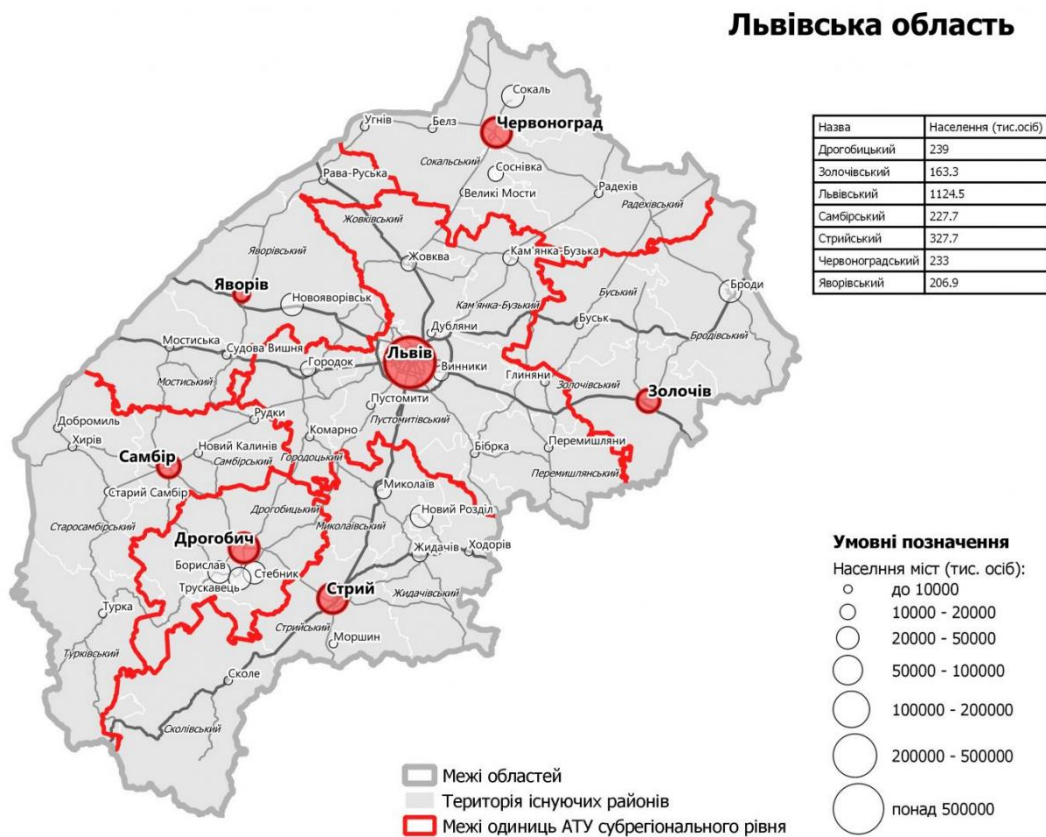 Львівська область
Назва Населення (тис.осіб)
Дрогобицький 239
Золочівський 163.3
Львівський 1124.5
Самбірський 227.7
Стрийський 327.7
Червоноградський 233
Яворівський 206.9
Сокаль
Угнів
Белз
Червоноград
Сокальський
Соснівка
Рава-Руська
Великі Мости
Радехів
Радехівський
Жовківський
Яворівський
Жовква
Кам'янка-Бузька
Яворів
Новояворівськ
Кам'янка-Бузький
Буський
Броди
Дубляни
Буськ
Бродівський
Мостиська
Судова Вишня
Львів
Городок
Винники
Мостиський
Глиняни
Золочівський
Золочів
Пустомити
Рудки
Пустомитівський
Добромиль
Хирів
Комарно
Новий Калинів
Бібрка
Перемишляни
Самбір
Самбірський
Городоцький
Перемишлянський
Старий Самбір
Миколаїв
Дрогобицький
Новий Розділ
Старосамбірський
Миколаївський
Дрогобич
Жидачів
Ходорів
Борислав
Стебник
Трускавець
Стрий
Жидачівський
Турка
Стрийський
Моршин
Турківський
Сколе
Сколівський
Умовні позначення
Населння міст (тис. осіб):
до 10000
10000 - 20000
20000 - 50000
50000 - 100000
100000 - 200000
200000 - 500000
понад 500000
Межі областей
Територія існуючих районів
Межі одиниць АТУ субрегіонального рівня